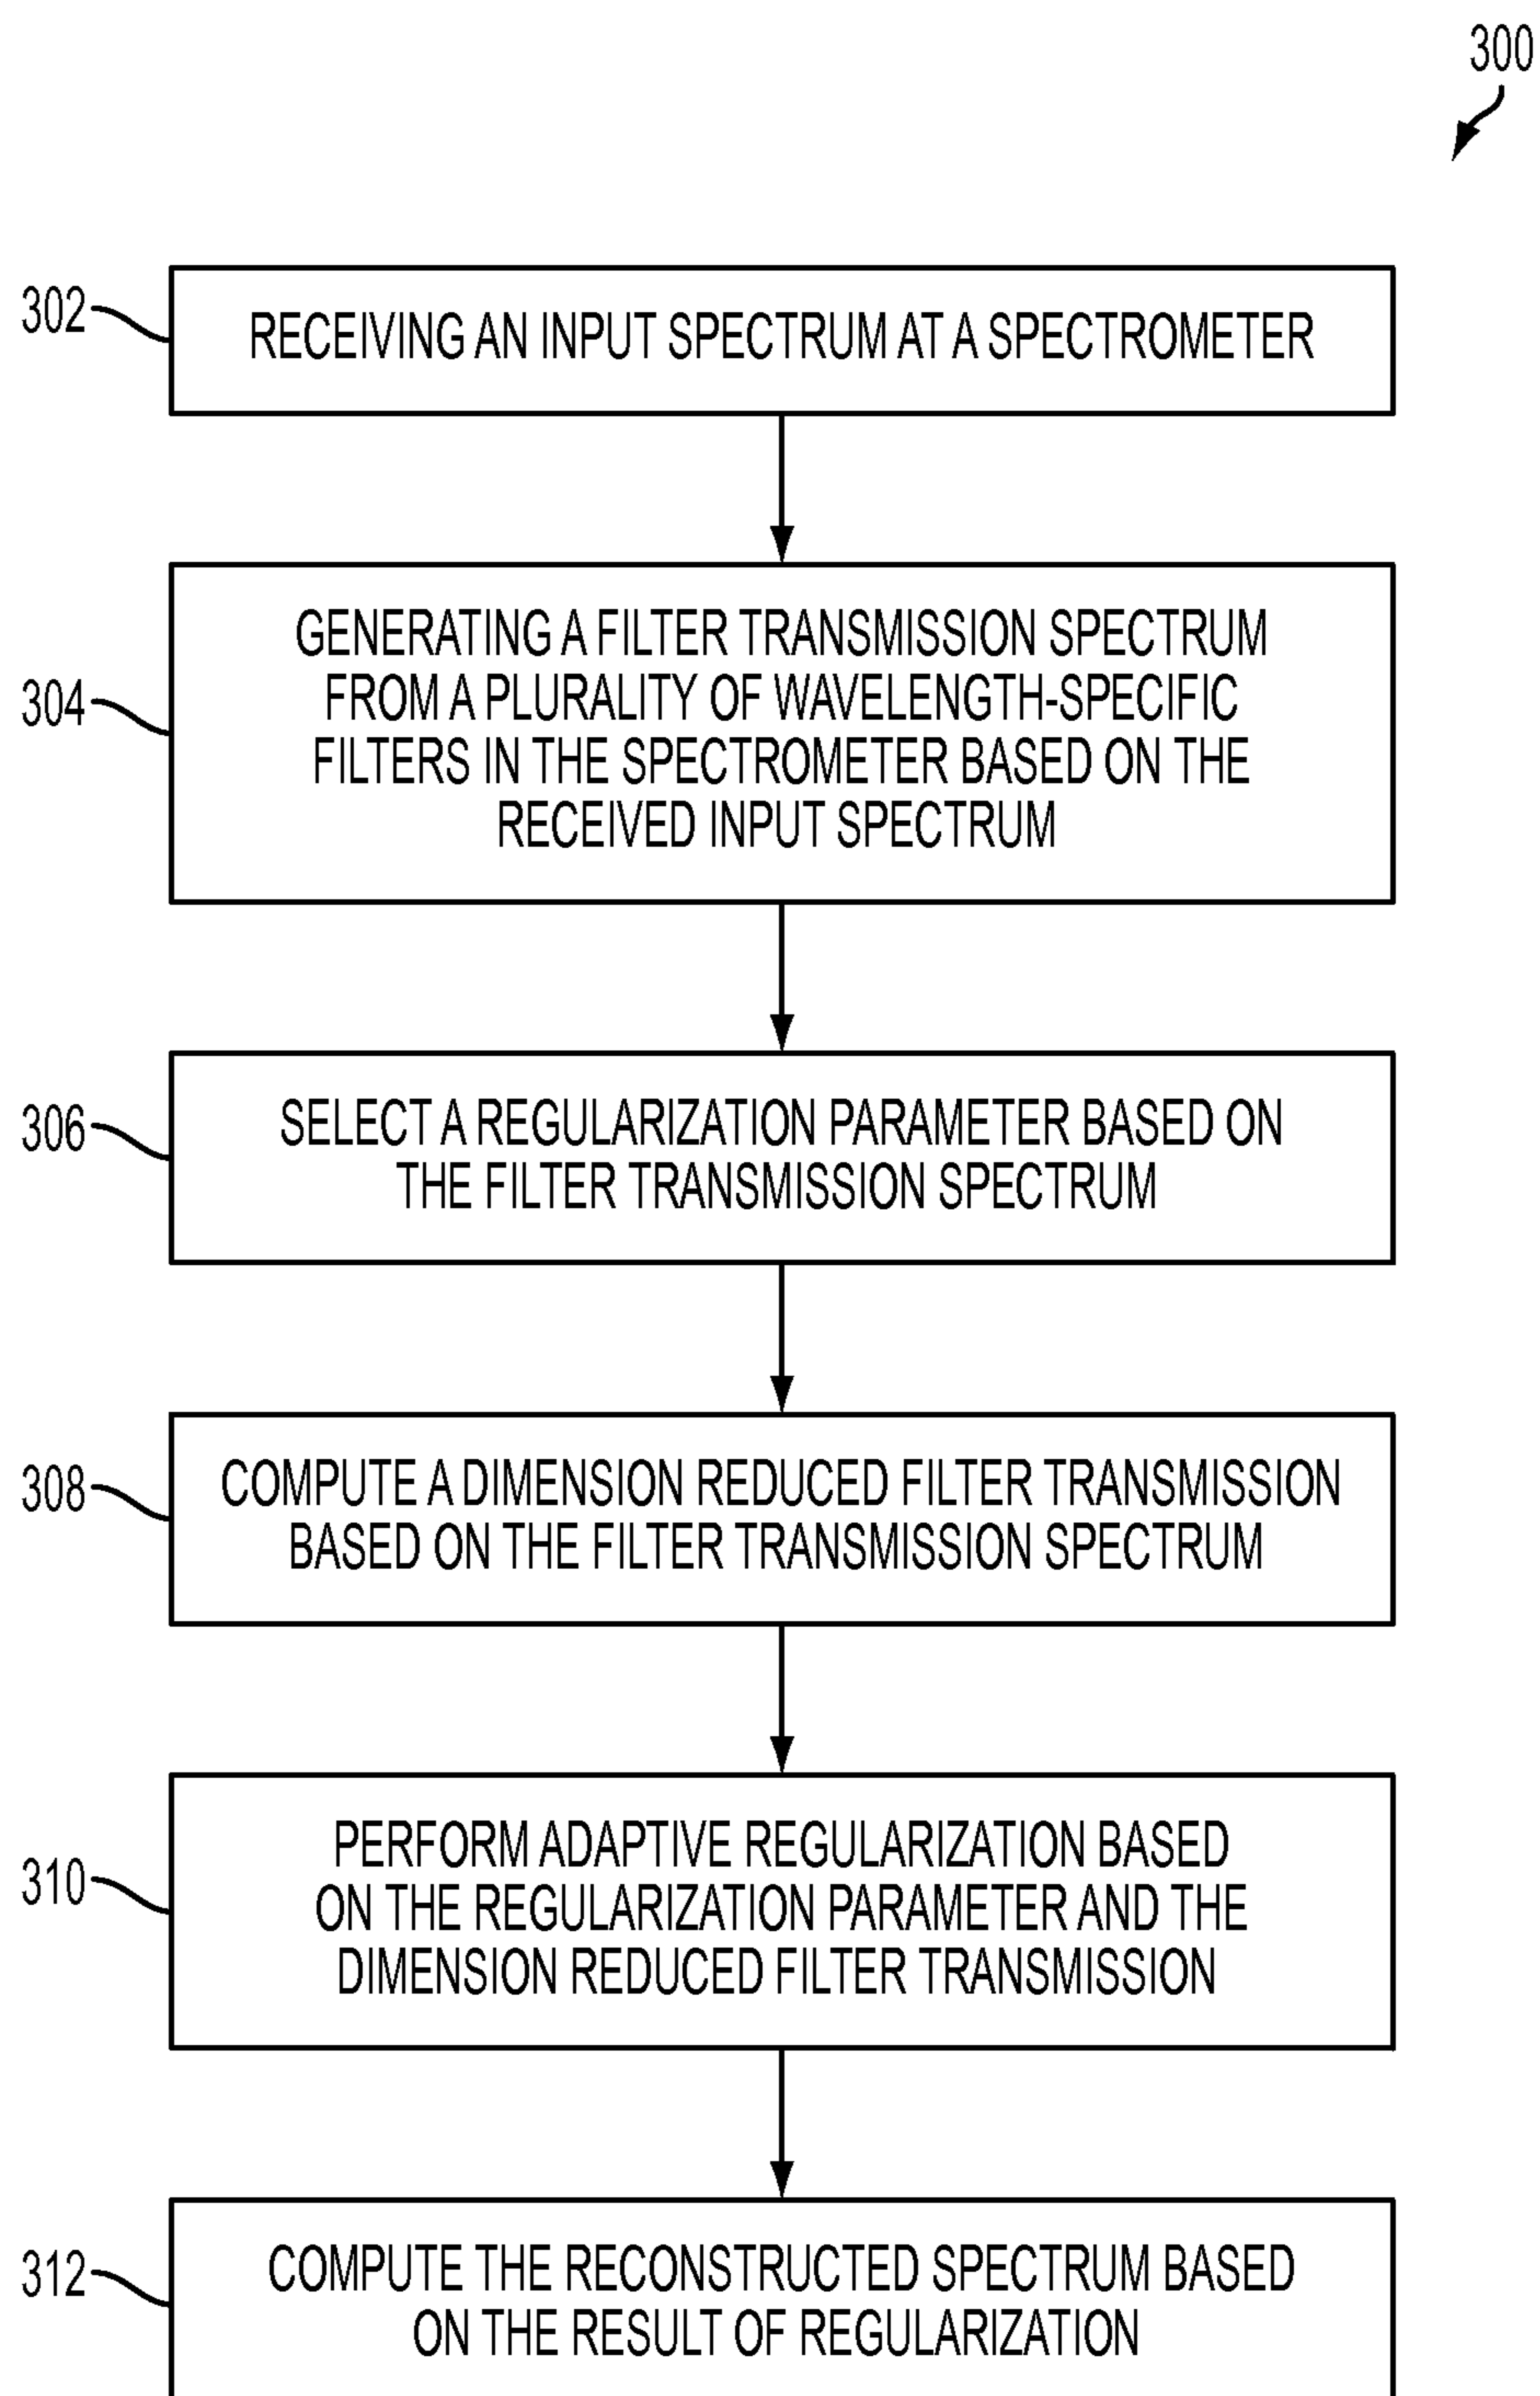 300
302
RECEIVING AN INPUT SPECTRUM AT A SPECTROMETER
304
GENERATING A FILTER TRANSMISSION SPECTRUM
FROM A PLURALITY OF WAVELENGTH-SPECIFIC
FILTERS IN THE SPECTROMETER BASED ON THE
RECEIVED INPUT SPECTRUM
306
SELECT A REGULARIZATION PARAMETER BASED ON
THE FILTER TRANSMISSION SPECTRUM
308
COMPUTE A DIMENSION REDUCED FILTER TRANSMISSION
BASED ON THE FILTER TRANSMISSION SPECTRUM
310
PERFORM ADAPTIVE REGULARIZATION BASED
ON THE REGULARIZATION PARAMETER AND THE
DIMENSION REDUCED FILTER TRANSMISSION
312
COMPUTE THE RECONSTRUCTED SPECTRUM BASED
ON THE RESULT OF REGULARIZATION